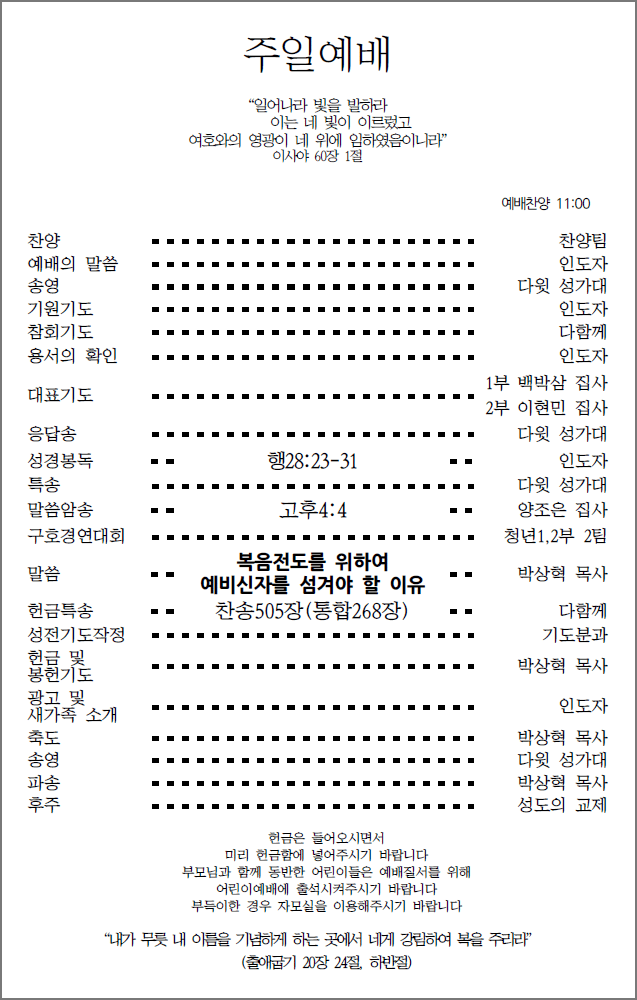 주일예배
“일어나라 빛을 발하라
이는 네 빛이 이르렀고
여호와의 영광이 네 위에 임하였음이니라”
이사야 60장 1절
예배찬양 11:00
찬양 찬양팀
예배의 말씀 인도자
송영 다윗 성가대
기원기도 인도자
참회기도 다함께
용서의 확인 인도자
대표기도 1부 백박삼 집사
2부 이현민 집사
응답송 다윗 성가대
성경봉독 행28:23-31 인도자
특송 다윗 성가대
말씀암송 고후4:4 양조은 집사
구호경연대회 청년1,2부 2팀
말씀 복음전도를 위하여
예비신자를 섬겨야 할 이유 박상혁 목사
헌금특송 찬송505장(통합268장) 다함께
성전기도작정 기도분과
헌금 및
봉헌기도 박상혁 목사
광고 및
새가족 소개 인도자
축도 박상혁 목사
송영 다윗 성가대
파송 박상혁 목사
후주 성도의 교제
헌금은 들어오시면서
미리 헌금함에 넣어주시기 바랍니다
부모님과 함께 동반한 어린이들은 예배질서를 위해
어린이예배에 출석시켜주시기 바랍니다
부득이한 경우 자모실을 이용해주시기 바랍니다
“내가 무릇 내 이름을 기념하게 하는 곳에서 네게 강림하여 복을 주리라”
(출애굽기 20장 24절, 하반절)